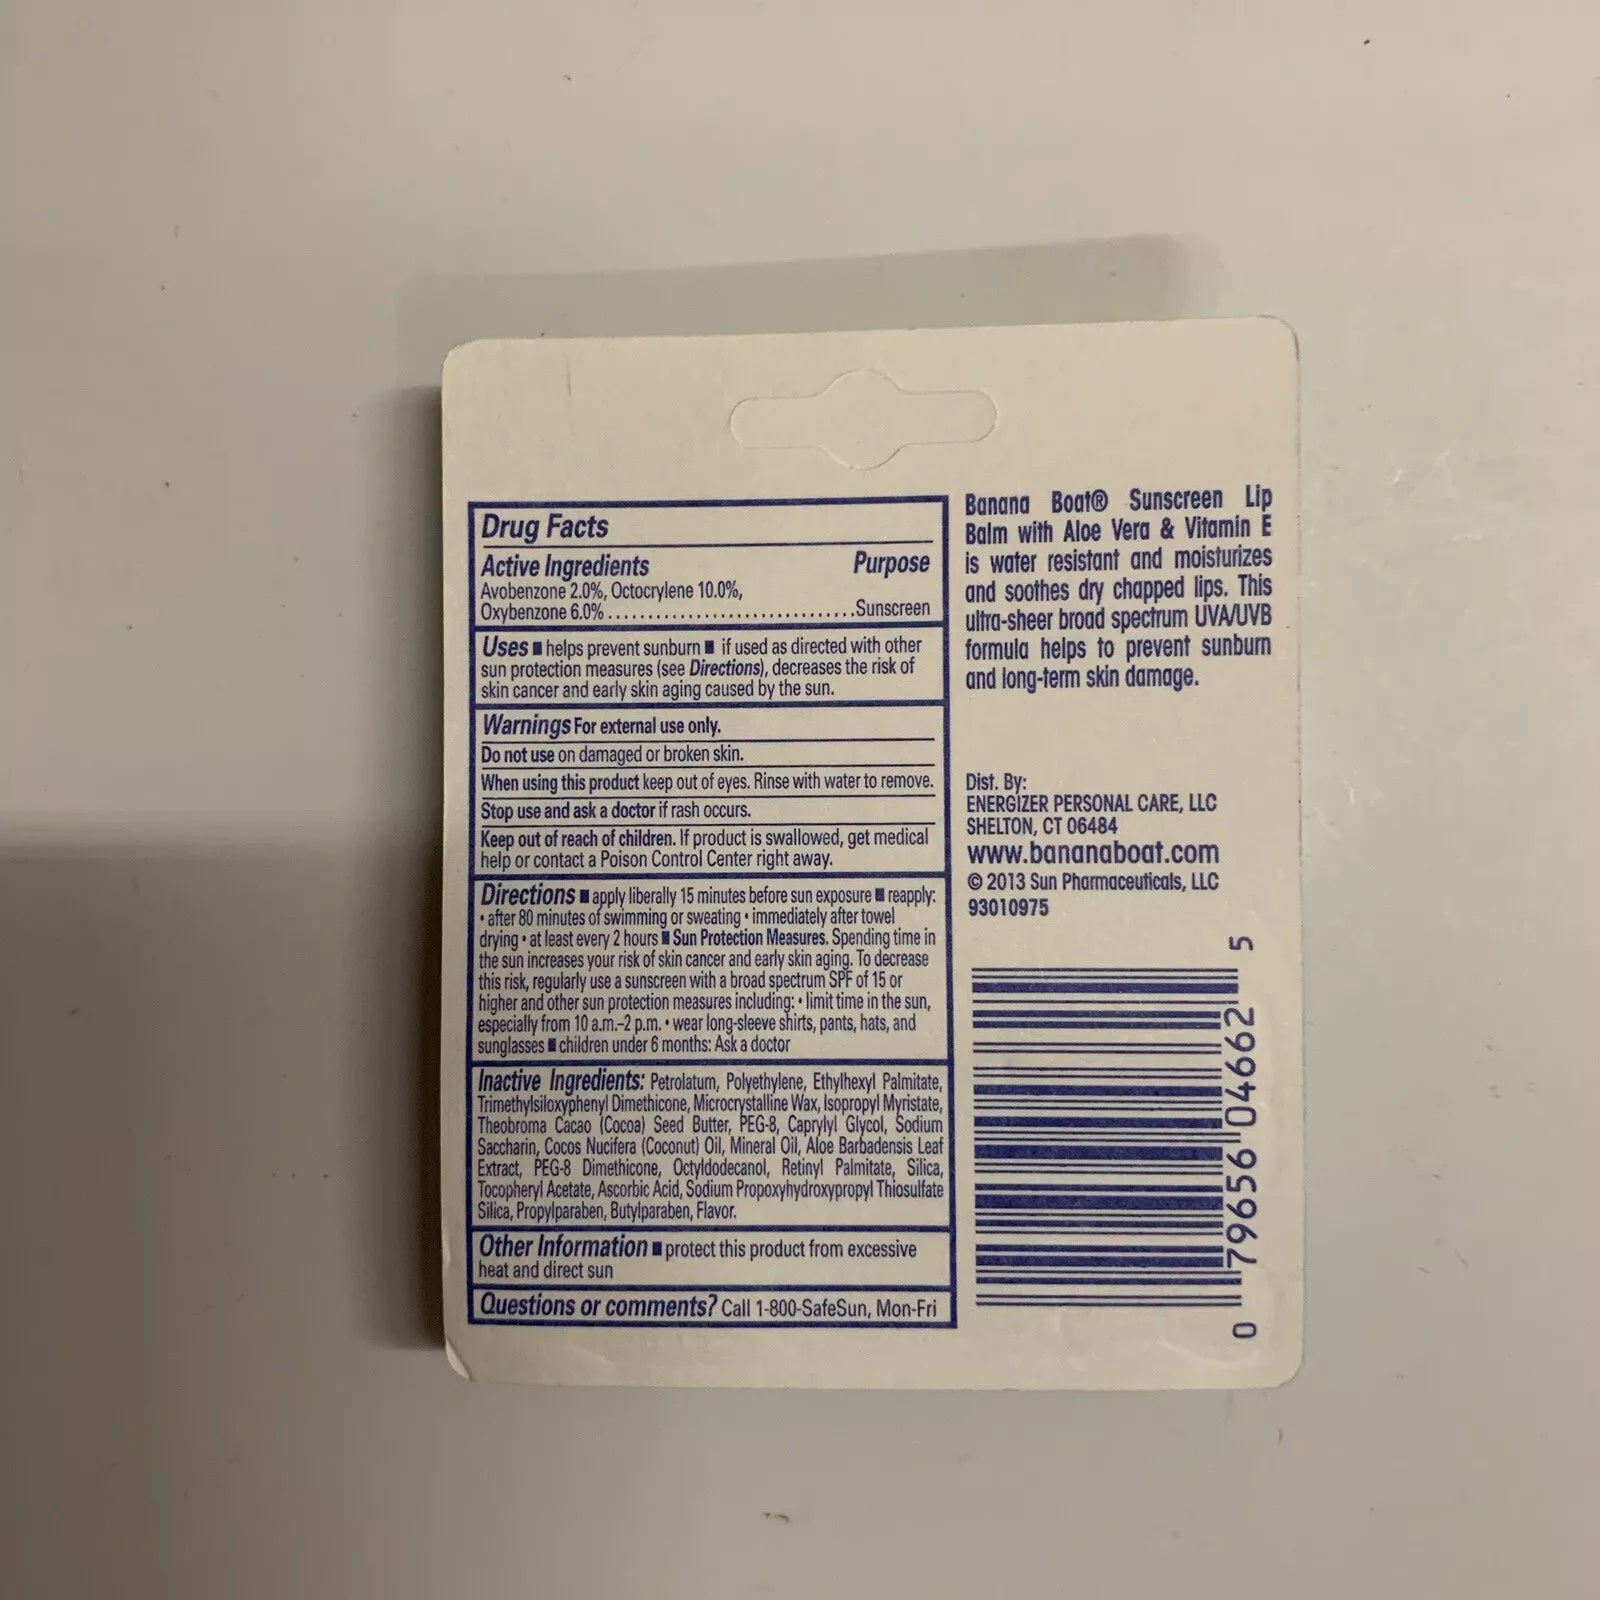 Drug Facts
Active Ingredients Purpose
Avobenzone 2.0%, Octocrylene 10.0%,
Oxybenzone 6.0% ............................... Sunscreen
Uses ■ helps prevent sunburn ■ if used as directed with other
sun protection measures (see Directions), decreases the risk of
skin cancer and early skin aging caused by the sun.
Warnings For external use only.
Do not use on damaged or broken skin.
When using this product keep out of eyes. Rinse with water to remove.
Stop use and ask a doctor if rash occurs.
Keep out of reach of children. If product is swallowed, get medical
help or contact a Poison Control Center right away.
Directions ■ apply liberally 15 minutes before sun exposure ■ reapply:
• after 80 minutes of swimming or sweating • immediately after towel
drying • at least every 2 hours ■ Sun Protection Measures. Spending time in
the sun increases your risk of skin cancer and early skin aging. To decrease
this risk, regularly use a sunscreen with a broad spectrum SPF of 15 or
higher and other sun protection measures including: • limit time in the sun,
especially from 10 a.m.–2 p.m. • wear long-sleeve shirts, pants, hats, and
sunglasses ■ children under 6 months: Ask a doctor
Inactive Ingredients: Petrolatum, Polyethylene, Ethylhexyl Palmitate,
Trimethylsiloxyphenyl Dimethicone, Microcrystalline Wax, Isopropyl Myristate,
Theobroma Cacao (Cocoa) Seed Butter, PEG-8, Caprylyl Glycol, Sodium
Saccharin, Cocos Nucifera (Coconut) Oil, Mineral Oil, Aloe Barbadensis Leaf
Extract, PEG-8 Dimethicone, Octyldodecanol, Retinyl Palmitate, Silica,
Tocopheryl Acetate, Ascorbic Acid, Sodium Propoxyhydroxypropyl Thiosulfate
Silica, Propylparaben, Butylparaben, Flavor.
Other Information ■ protect this product from excessive
heat and direct sun
Questions or comments? Call 1-800-SafeSun, Mon-Fri
Banana Boat® Sunscreen Lip
Balm with Aloe Vera & Vitamin E
is water resistant and moisturizes
and soothes dry chapped lips. This
ultra-sheer broad spectrum UVA/UVB
formula helps to prevent sunburn
and long-term skin damage.
Dist. By:
ENERGIZER PERSONAL CARE, LLC
SHELTON, CT 06484
www.bananaboat.com
© 2013 Sun Pharmaceuticals, LLC
93010975
0 79656 04662 5